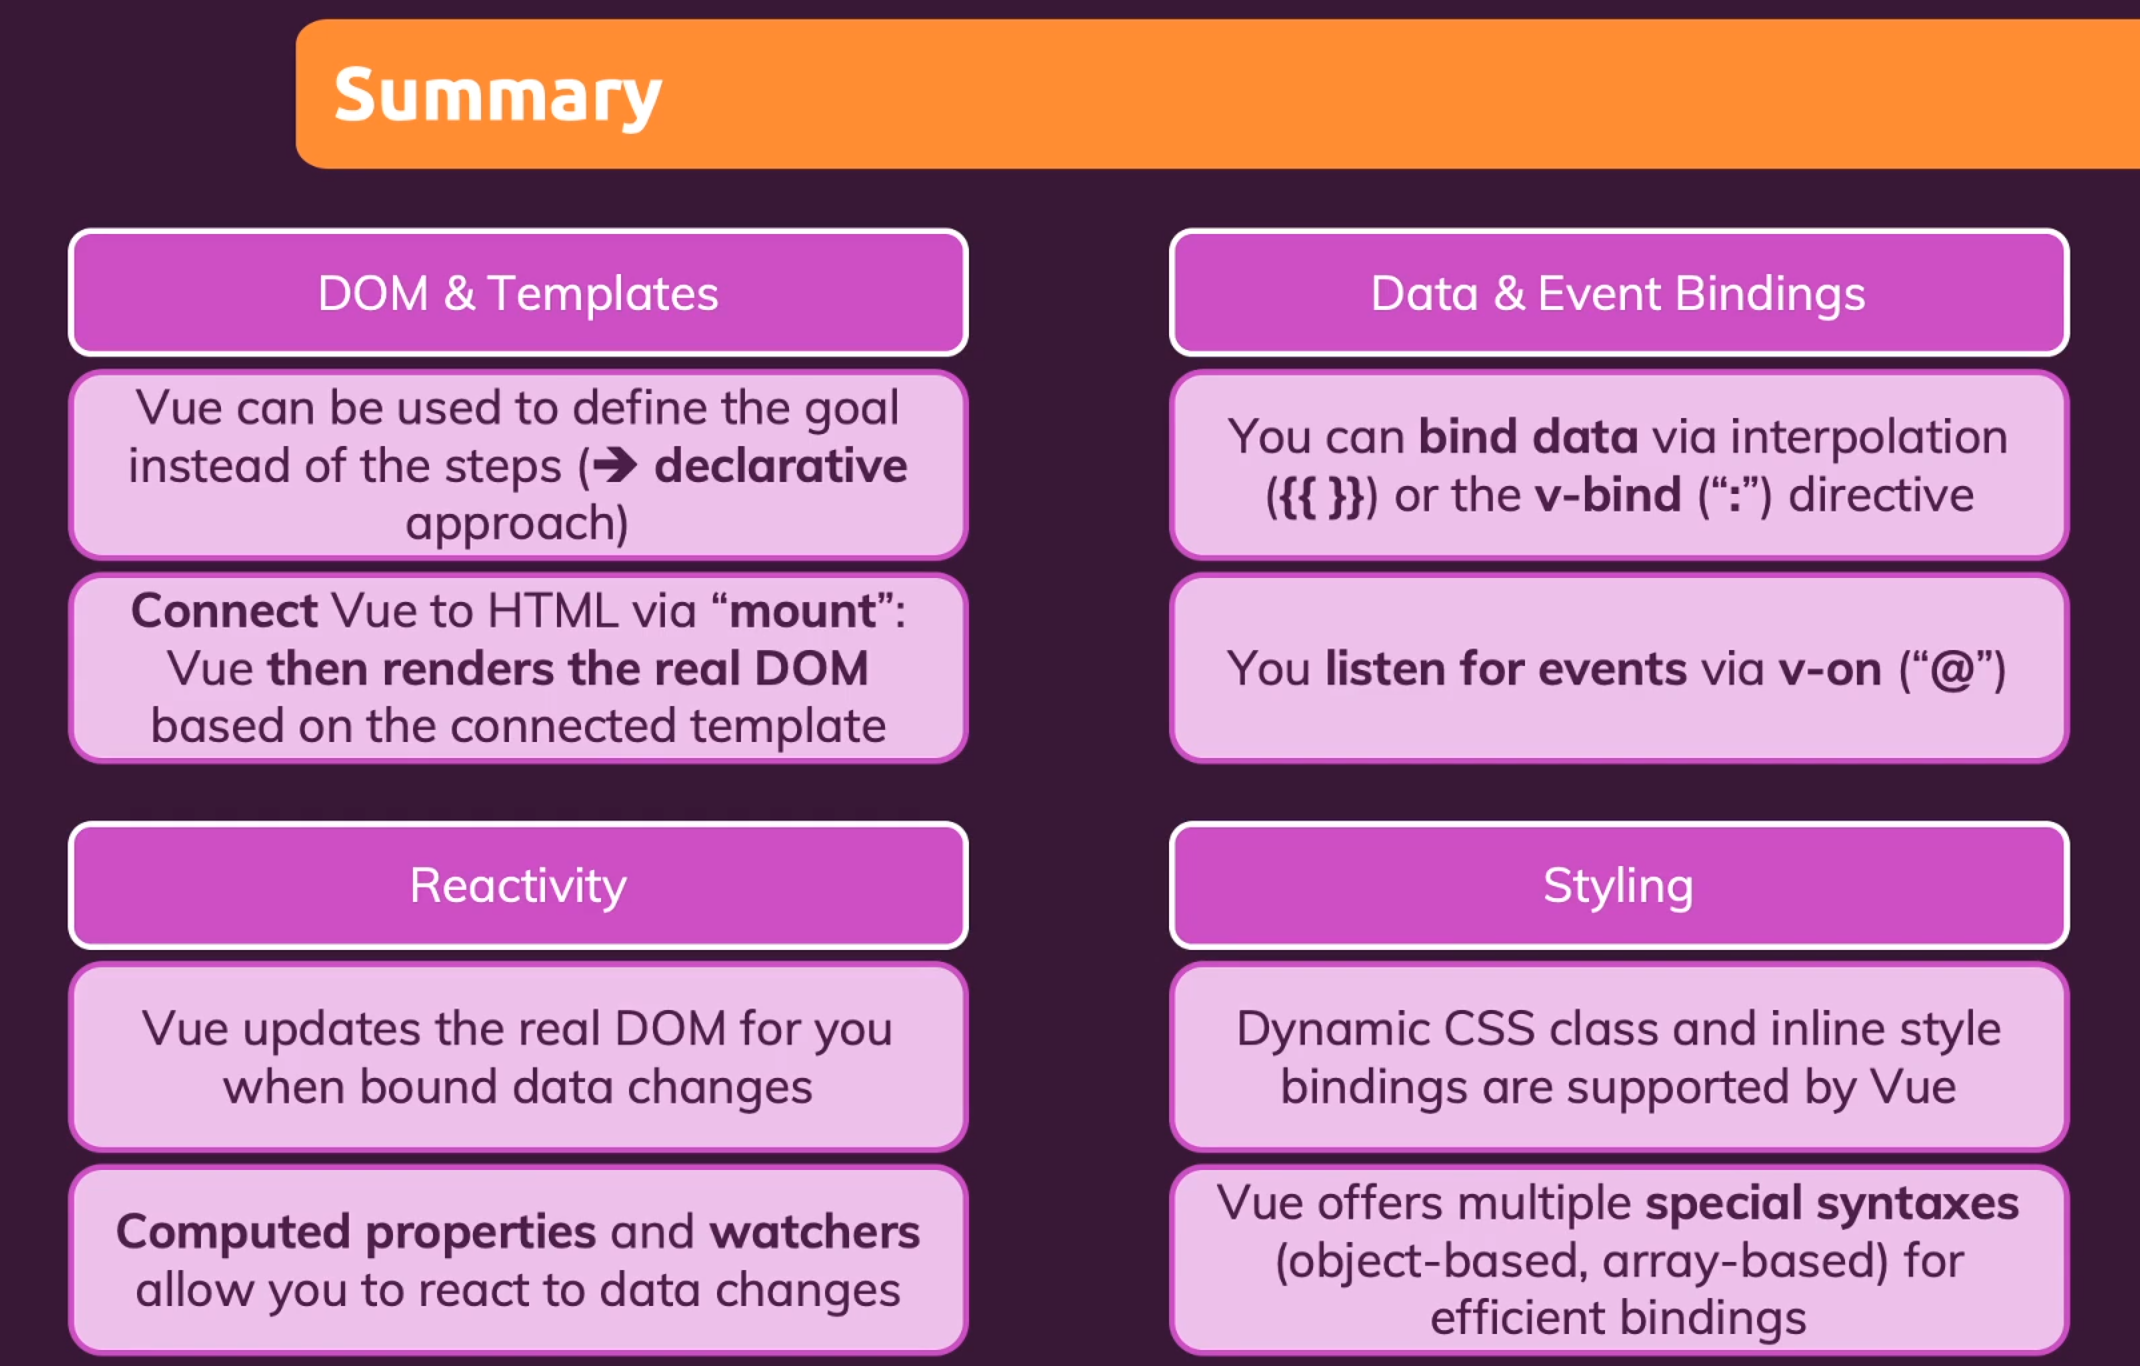 Summary
DOM & Templates
Vue can be used to define the goal
instead of the steps (➔ declarative
approach)
Connect Vue to HTML via “mount”:
Vue then renders the real DOM
based on the connected template
Data & Event Bindings
You can bind data via interpolation
({{ }}) or the v-bind (“:”) directive
You listen for events via v-on (“@”)
Reactivity
Vue updates the real DOM for you
when bound data changes
Computed properties and watchers
allow you to react to data changes
Styling
Dynamic CSS class and inline style
bindings are supported by Vue
Vue offers multiple special syntaxes
(object-based, array-based) for
efficient bindings